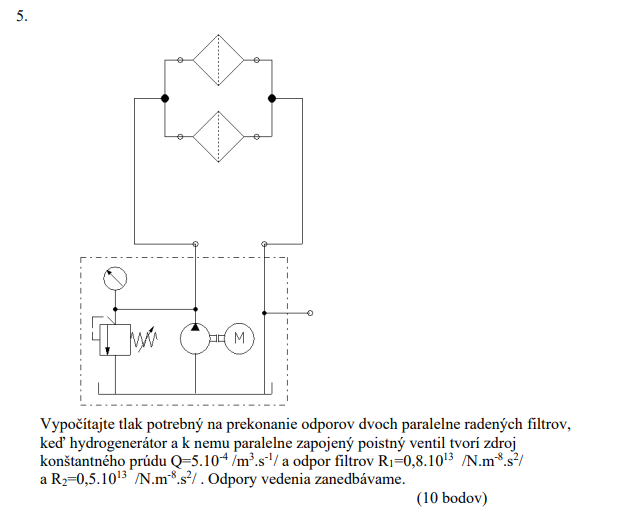 5.
M
Vypočítajte tlak potrebný na prekonanie odporov dvoch paralelne radených filtrov,
keď hydrogenerátor a k nemu paralelne zapojený poistný ventil tvorí zdroj
konštantného prúdu Q=5.10⁻⁴ /m³.s⁻¹/ a odpor filtrov R₁=0,8.10¹³ /N.m⁻⁸.s²/
a R₂=0,5.10¹³ /N.m⁻⁸.s²/ . Odpory vedenia zanedbávame.
(10 bodov)